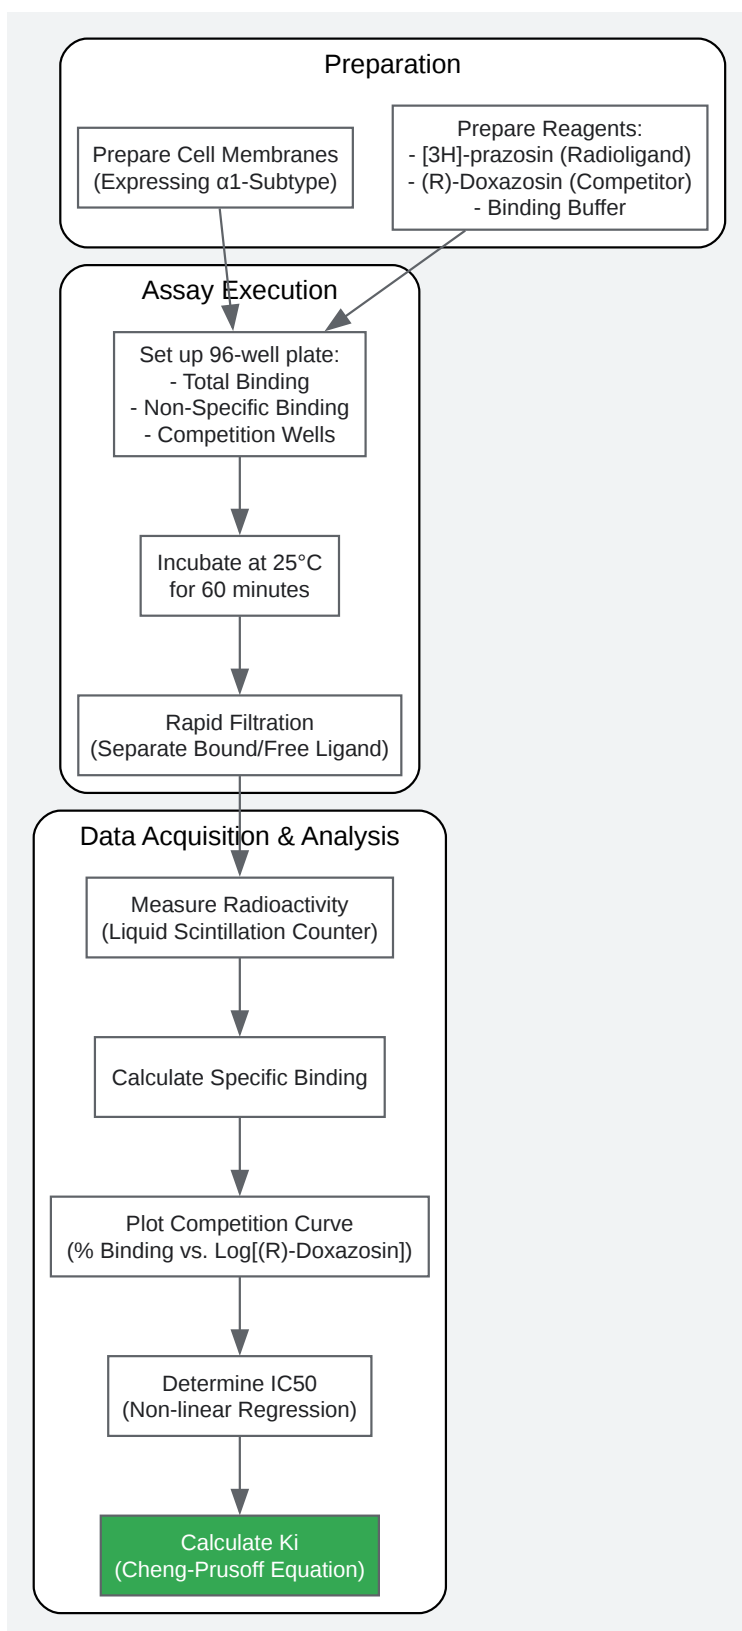 Preparation
Prepare Cell Membranes
(Expressing α1-Subtype)
Prepare Reagents:
- [3H]-prazosin (Radioligand)
- (R)-Doxazosin (Competitor)
- Binding Buffer
Assay Execution
Set up 96-well plate:
- Total Binding
- Non-Specific Binding
- Competition Wells
Incubate at 25°C
for 60 minutes
Rapid Filtration
(Separate Bound/Free Ligand)
Data Acquisition & Analysis
Measure Radioactivity
(Liquid Scintillation Counter)
Calculate Specific Binding
Plot Competition Curve
(% Binding vs. Log[(R)-Doxazosin])
Determine IC50
(Non-linear Regression)
Calculate Ki
(Cheng-Prusoff Equation)